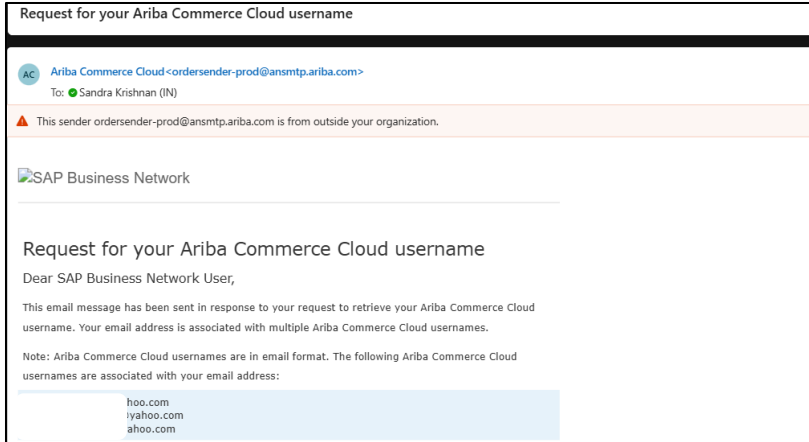 Request for your Ariba Commerce Cloud username
AC
Ariba Commerce Cloud<ordersender-prod@ansmtp.ariba.com>
To: Sandra Krishnan (IN)
This sender ordersender-prod@ansmtp.ariba.com is from outside your organization.
SAP Business Network
Request for your Ariba Commerce Cloud username
Dear SAP Business Network User,
This email message has been sent in response to your request to retrieve your Ariba Commerce Cloud
username. Your email address is associated with multiple Ariba Commerce Cloud usernames.
Note: Ariba Commerce Cloud usernames are in email format. The following Ariba Commerce Cloud
usernames are associated with your email address:
hoo.com
yahoo.com
ahoo.com